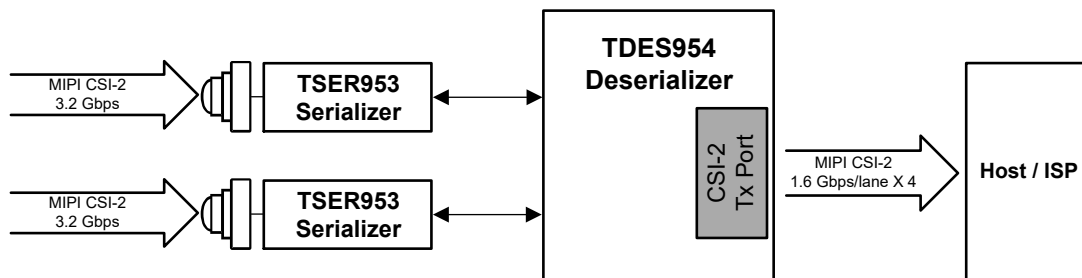 MIPI CSI-2
3.2 Gbps
TSER953
Serializer
MIPI CSI-2
3.2 Gbps
TSER953
Serializer
TDES954
Deserializer
CSI-2
Tx Port
MIPI CSI-2
1.6 Gbps/lane X 4
Host / ISP